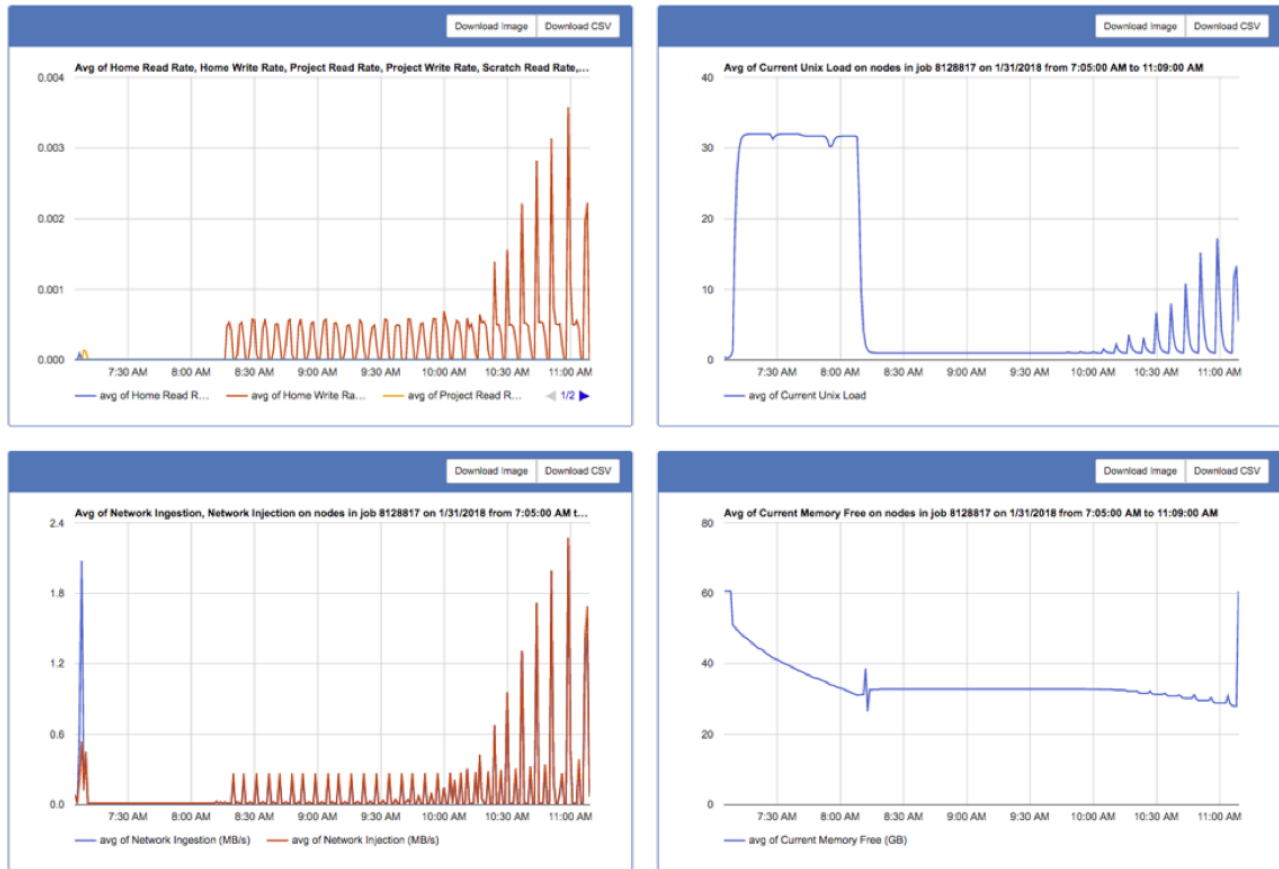 Download Image Download CSV
Avg of Home Read Rate, Home Write Rate, Project Read Rate, Project Write Rate, Scratch Read Rate,...
0.004
0.003
0.002
0.001
0.000
7:30 AM 8:00 AM 8:30 AM 9:00 AM 9:30 AM 10:00 AM 10:30 AM 11:00 AM
avg of Home Read R... avg of Home Write Ra... avg of Project Read R... 1/2
Download Image Download CSV
Avg of Current Unix Load on nodes in job 8128817 on 1/31/2018 from 7:05:00 AM to 11:09:00 AM
40
30
20
10
0
7:30 AM 8:00 AM 8:30 AM 9:00 AM 9:30 AM 10:00 AM 10:30 AM 11:00 AM
avg of Current Unix Load
Download Image Download CSV
Avg of Network Ingestion, Network Injection on nodes in job 8128817 on 1/31/2018 from 7:05:00 AM t...
2.4
1.8
1.2
0.6
0.0
7:30 AM 8:00 AM 8:30 AM 9:00 AM 9:30 AM 10:00 AM 10:30 AM 11:00 AM
avg of Network Ingestion (MB/s) avg of Network Injection (MB/s)
Download Image Download CSV
Avg of Current Memory Free on nodes in job 8128817 on 1/31/2018 from 7:05:00 AM to 11:09:00 AM
80
60
40
20
0
7:30 AM 8:00 AM 8:30 AM 9:00 AM 9:30 AM 10:00 AM 10:30 AM 11:00 AM
avg of Current Memory Free (GB)